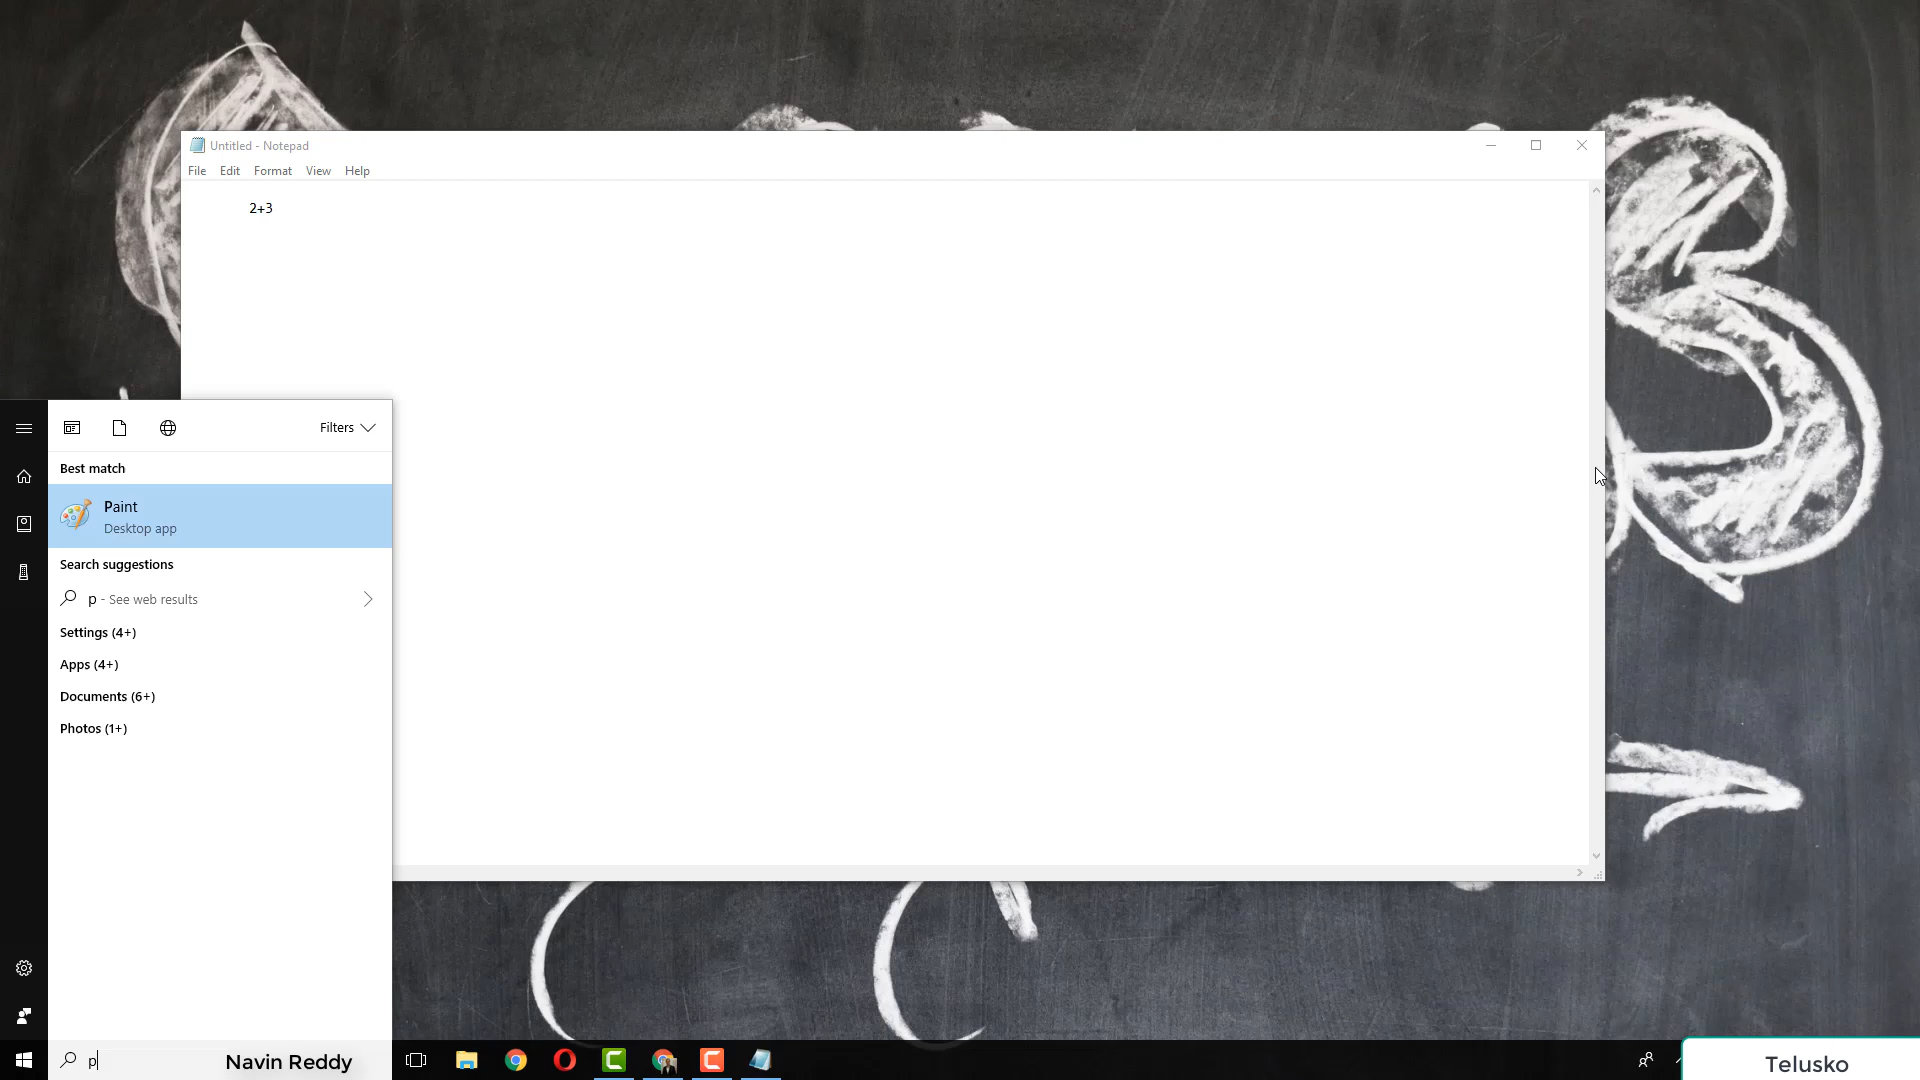 Untitled - Notepad
File Edit Format View Help
2+3
Filters
Best match
Paint
Desktop app
Search suggestions
p - See web results
Settings (4+)
Apps (4+)
Documents (6+)
Photos (1+)
p
Navin Reddy
Telusko